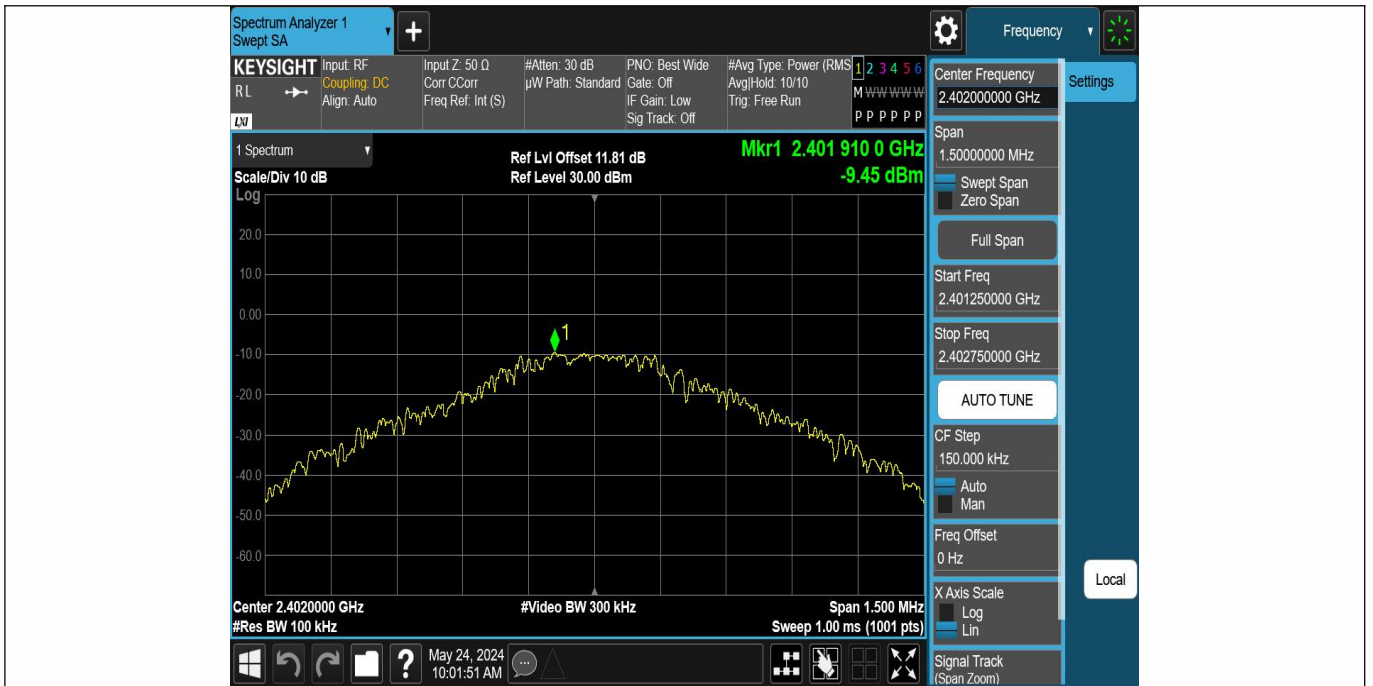 Spectrum Analyzer 1
Swept SA
+
Frequency
KEYSIGHT
RL
LXI
Input: RF
Coupling: DC
Align: Auto
Input Z: 50 Ω
Corr CCorr
Freq Ref: Int (S)
#Atten: 30 dB
µW Path: Standard
PNO: Best Wide
Gate: Off
IF Gain: Low
Sig Track: Off
#Avg Type: Power (RMS
Avg|Hold: 10/10
Trig: Free Run
1 2 3 4 5 6
M W W W W W
P P P P P P
1 Spectrum
Scale/Div 10 dB
Log
Ref Lvl Offset 11.81 dB
Ref Level 30.00 dBm
Mkr1 2.401 910 0 GHz
-9.45 dBm
20.0
10.0
0.00
-10.0
-20.0
-30.0
-40.0
-50.0
-60.0
1
Center 2.4020000 GHz
#Res BW 100 kHz
#Video BW 300 kHz
Span 1.500 MHz
Sweep 1.00 ms (1001 pts)
Center Frequency
2.402000000 GHz
Settings
Span
1.50000000 MHz
Swept Span
Zero Span
Full Span
Start Freq
2.401250000 GHz
Stop Freq
2.402750000 GHz
AUTO TUNE
CF Step
150.000 kHz
Auto
Man
Freq Offset
0 Hz
X Axis Scale
Log
Lin
Local
Signal Track
(Span Zoom)
?
May 24, 2024
10:01:51 AM